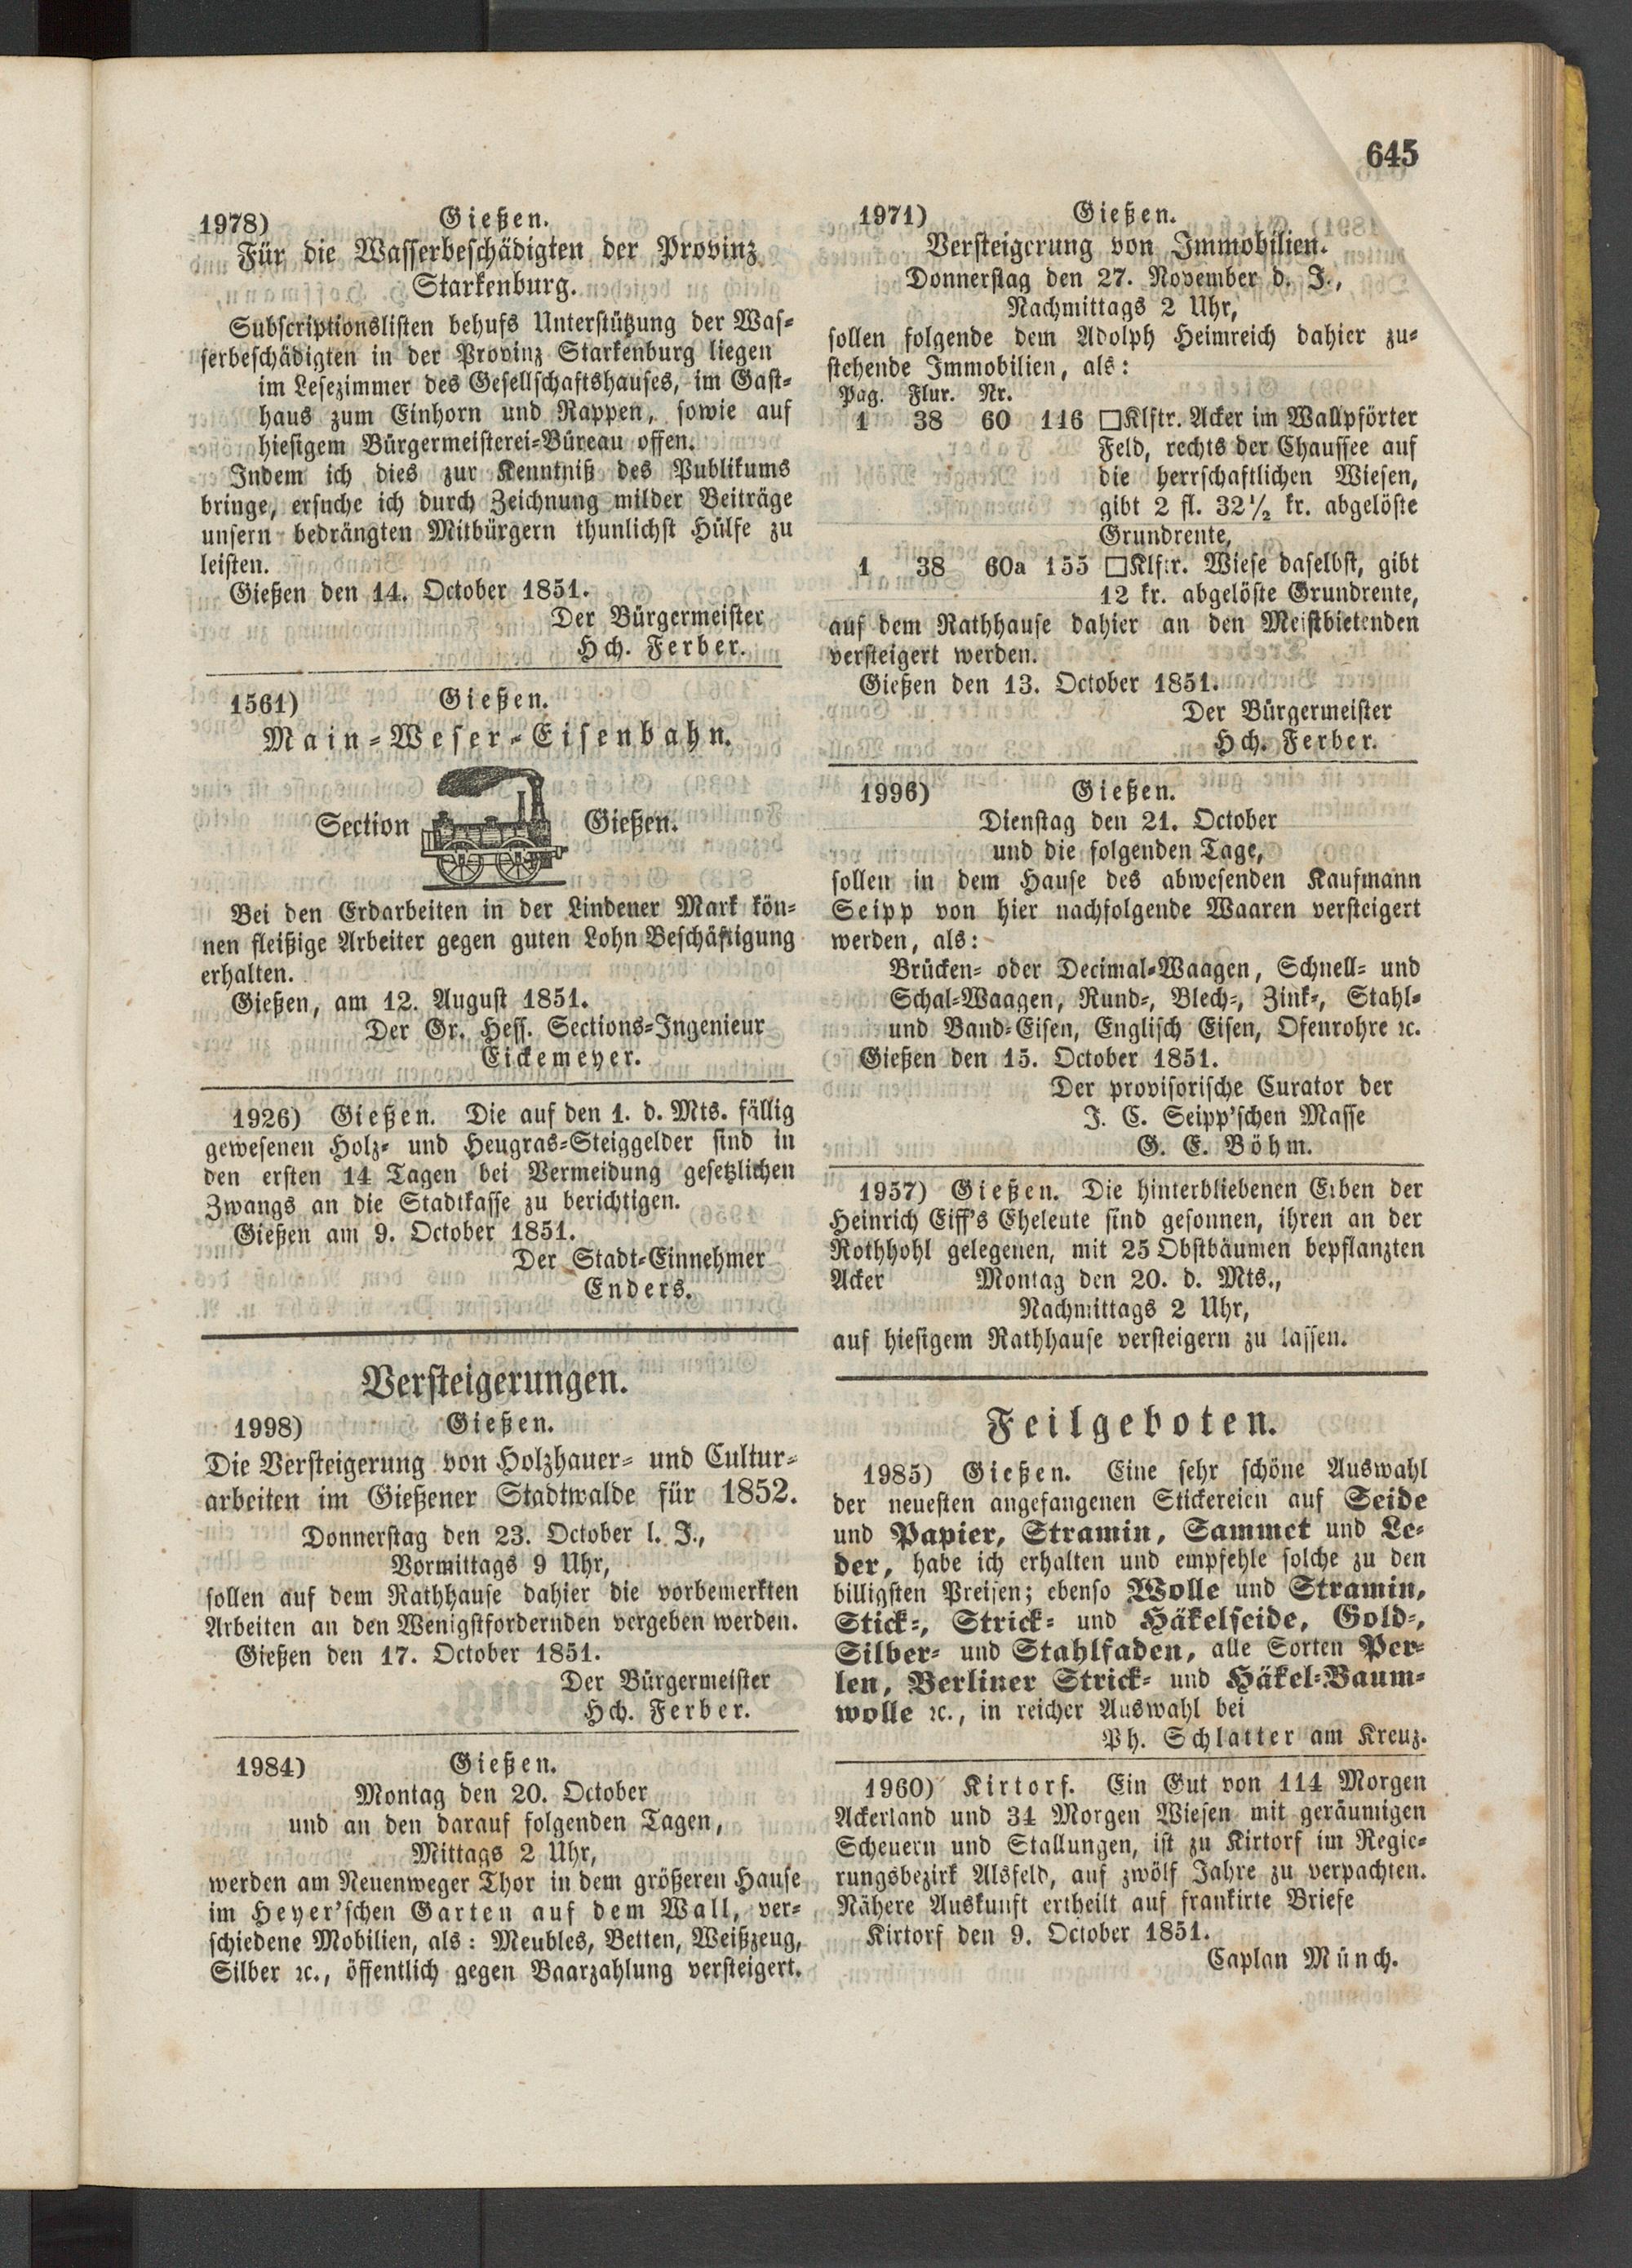 645
1978) Gießen.
Für die Wasserbeschädigten der Provinz
Starkenburg.
Subscriptionslisten behufs Unterstützung der Was-
serbeschädigten in der Provinz Starkenburg liegen
im Lesezimmer des Gesellschaftshauses, im Gast-
haus zum Einhorn und Rappen, sowie auf
hiesigem Bürgermeisterei-Büreau offen.
Indem ich dies zur Kenntniß des Publikums
bringe, ersuche ich durch Zeichnung milder Beiträge
unsern bedrängten Mitbürgern thunlichst Hülfe zu
leisten.
Gießen den 14. October 1851.
Der Bürgermeister
Hch. Ferber.
1561) Gießen.
Main-Weser-Eisenbahn.
Section Gießen.
Bei den Erdarbeiten in der Lindener Mark kön-
nen fleißige Arbeiter gegen guten Lohn Beschäftigung
erhalten.
Gießen, am 12. August 1851.
Der Gr. Hess. Sections-Ingenieur
Eickemeyer.
1926) Gießen. Die auf den 1. d. Mts. fällig
gewesenen Holz- und Heugras-Steiggelder sind in
den ersten 14 Tagen bei Vermeidung gesetzlichen
Zwangs an die Stadtkasse zu berichtigen.
Gießen am 9. October 1851.
Der Stadt-Einnehmer
Enders.
Versteigerungen.
1998) Gießen.
Die Versteigerung von Holzhauer- und Cultur-
arbeiten im Gießener Stadtwalde für 1852.
Donnerstag den 23. October l. J.,
Vormittags 9 Uhr,
sollen auf dem Rathhause dahier die vorbemerkten
Arbeiten an den Wenigstfordernden vergeben werden.
Gießen den 17. October 1851.
Der Bürgermeister
Hch. Ferber.
1984) Gießen.
Montag den 20. October
und an den darauf folgenden Tagen,
Mittags 2 Uhr,
werden am Neuenweger Thor in dem größeren Hause
im Heyer'schen Garten auf dem Wall, ver-
schiedene Mobilien, als: Meubles, Betten, Weißzeug,
Silber ꝛc., öffentlich gegen Baarzahlung versteigert.
1971) Gießen.
Versteigerung von Immobilien.
Donnerstag den 27. November d. J.,
Nachmittags 2 Uhr,
sollen folgende dem Adolph Heimreich dahier zu-
stehende Immobilien, als:
Pag. Flur. Nr.
1 38 60 116 □Klftr. Acker im Wallpförter
Feld, rechts der Chaussee auf
die herrschaftlichen Wiesen,
gibt 2 fl. 32½ kr. abgelöste
Grundrente,
1 38 60a 155 □Klftr. Wiese daselbst, gibt
12 kr. abgelöste Grundrente,
auf dem Rathhause dahier an den Meistbietenden
versteigert werden.
Gießen den 13. October 1851.
Der Bürgermeister
Hch. Ferber.
1996) Gießen.
Dienstag den 21. October
und die folgenden Tage,
sollen in dem Hause des abwesenden Kaufmann
Seipp von hier nachfolgende Waaren versteigert
werden, als:
Brücken- oder Decimal-Waagen, Schnell- und
Schal-Waagen, Rund-, Blech-, Zink-, Stahl-
und Band-Eisen, Englisch Eisen, Ofenrohre ꝛc.
Gießen den 15. October 1851.
Der provisorische Curator der
J. C. Seipp'schen Masse
G. E. Böhm.
1957) Gießen. Die hinterbliebenen Erben der
Heinrich Eiff's Eheleute sind gesonnen, ihren an der
Rothhohl gelegenen, mit 25 Obstbäumen bepflanzten
Acker Montag den 20. d. Mts.,
Nachmittags 2 Uhr,
auf hiesigem Rathhause versteigern zu lassen.
Feilgeboten.
1985) Gießen. Eine sehr schöne Auswahl
der neuesten angefangenen Stickereien auf Seide
und Papier, Stramin, Sammet und Le-
der, habe ich erhalten und empfehle solche zu den
billigsten Preisen; ebenso Wolle und Stramin,
Stick-, Strick- und Häkelseide, Gold-,
Silber- und Stahlfaden, alle Sorten Per-
len, Berliner Strick- und Häkel-Baum-
wolle ꝛc., in reicher Auswahl bei
Ph. Schlatter am Kreuz.
1960) Kirtorf. Ein Gut von 114 Morgen
Ackerland und 34 Morgen Wiesen mit geräumigen
Scheuern und Stallungen, ist zu Kirtorf im Regie-
rungsbezirk Alsfeld, auf zwölf Jahre zu verpachten.
Nähere Auskunft ertheilt auf frankirte Briefe
Kirtorf den 9. October 1851.
Caplan Münch.